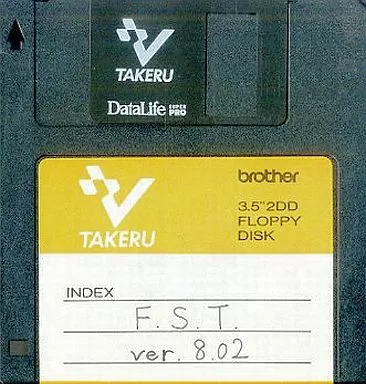 TAKERU
DataLife SUPER PRO
brother
3.5"2DD
FLOPPY
DISK
TAKERU
INDEX
F. S. T.
ver. 8.02